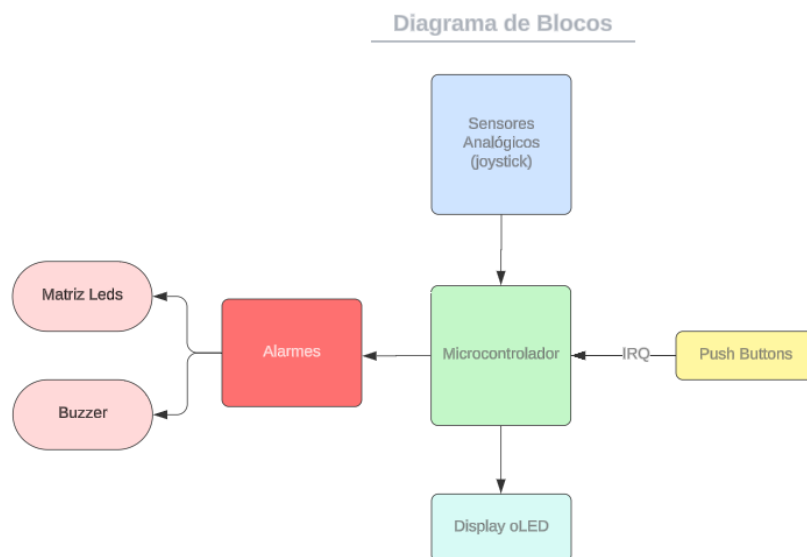 Diagrama de Blocos
Sensores
Analógicos
(joystick)
Matriz Leds
Alarmes
Microcontrolador
IRQ
Push Buttons
Buzzer
Display oLED